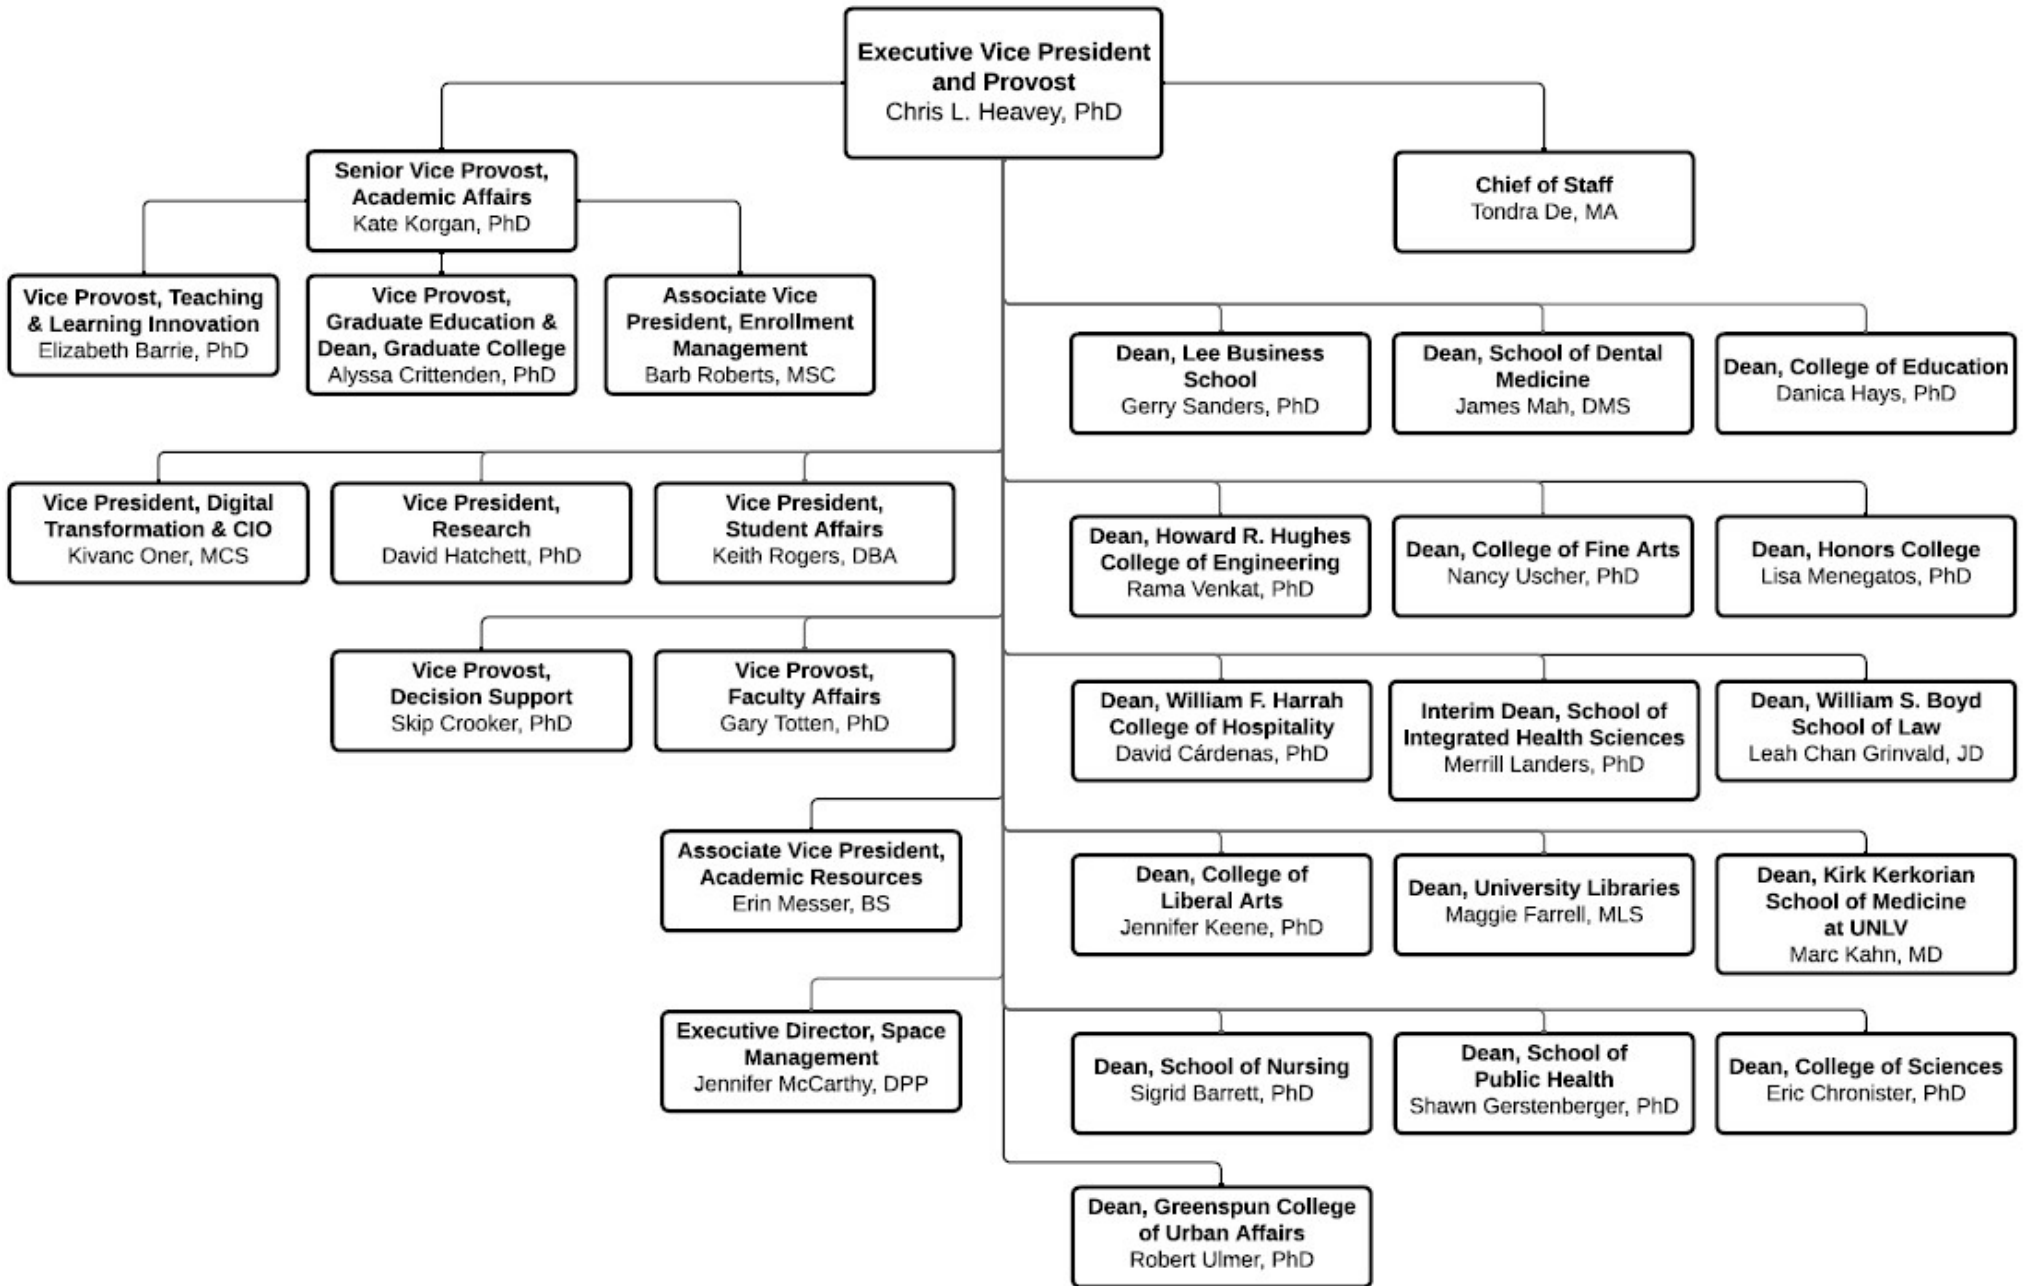 Executive Vice President
and Provost
Chris L. Heavey, PhD
Senior Vice Provost,
Academic Affairs
Kate Korgan, PhD
Chief of Staff
Tondra De, MA
Vice Provost, Teaching
& Learning Innovation
Elizabeth Barrie, PhD
Vice Provost,
Graduate Education &
Dean, Graduate College
Alyssa Crittenden, PhD
Associate Vice
President, Enrollment
Management
Barb Roberts, MSC
Dean, Lee Business
School
Gerry Sanders, PhD
Dean, School of Dental
Medicine
James Mah, DMS
Dean, College of Education
Danica Hays, PhD
Vice President, Digital
Transformation & CIO
Kivanc Oner, MCS
Vice President,
Research
David Hatchett, PhD
Vice President,
Student Affairs
Keith Rogers, DBA
Dean, Howard R. Hughes
College of Engineering
Rama Venkat, PhD
Dean, College of Fine Arts
Nancy Uscher, PhD
Dean, Honors College
Lisa Menegatos, PhD
Vice Provost,
Decision Support
Skip Crooker, PhD
Vice Provost,
Faculty Affairs
Gary Totten, PhD
Dean, William F. Harrah
College of Hospitality
David Cárdenas, PhD
Interim Dean, School of
Integrated Health Sciences
Merrill Landers, PhD
Dean, William S. Boyd
School of Law
Leah Chan Grinvald, JD
Associate Vice President,
Academic Resources
Erin Messer, BS
Dean, College of
Liberal Arts
Jennifer Keene, PhD
Dean, University Libraries
Maggie Farrell, MLS
Dean, Kirk Kerkorian
School of Medicine
at UNLV
Marc Kahn, MD
Executive Director, Space
Management
Jennifer McCarthy, DPP
Dean, School of Nursing
Sigrid Barrett, PhD
Dean, School of
Public Health
Shawn Gerstenberger, PhD
Dean, College of Sciences
Eric Chronister, PhD
Dean, Greenspun College
of Urban Affairs
Robert Ulmer, PhD